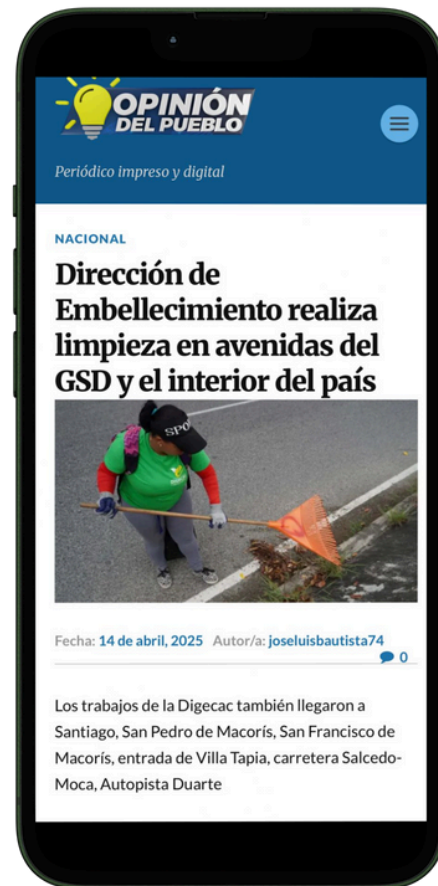 OPINIÓN
DEL PUEBLO
Periódico impreso y digital
NACIONAL
Dirección de
Embellecimiento realiza
limpieza en avenidas del
GSD y el interior del país
SPO
Fecha: 14 de abril, 2025 Autor/a: joseluisbautista74
0
Los trabajos de la Digecac también llegaron a
Santiago, San Pedro de Macorís, San Francisco de
Macorís, entrada de Villa Tapia, carretera Salcedo-
Moca, Autopista Duarte